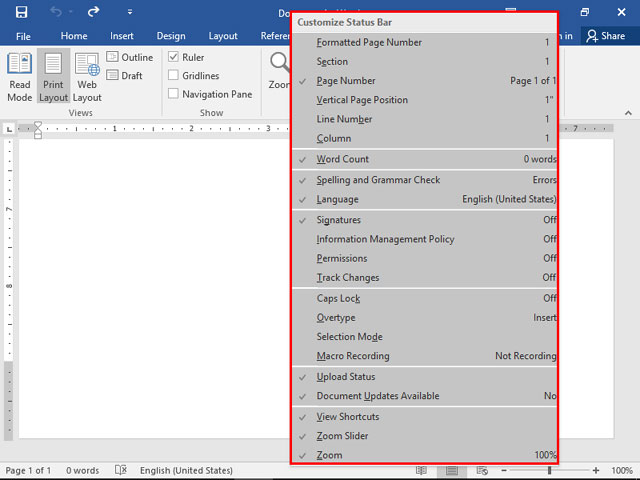 Do
File Home Insert Design Layout Refere n in Share
Read Mode
Print Layout
Web Layout
Outline
Draft
Views
Ruler
Gridlines
Navigation Pane
Show
Zoo
Customize Status Bar
Formatted Page Number 1
Section 1
Page Number Page 1 of 1
Vertical Page Position 1"
Line Number 1
Column 1
Word Count 0 words
Spelling and Grammar Check Errors
Language English (United States)
Signatures Off
Information Management Policy Off
Permissions Off
Track Changes Off
Caps Lock Off
Overtype Insert
Selection Mode
Macro Recording Not Recording
Upload Status
Document Updates Available No
View Shortcuts
Zoom Slider
Zoom 100%
1 2 7
7
8
Page 1 of 1 0 words English (United States) 100%